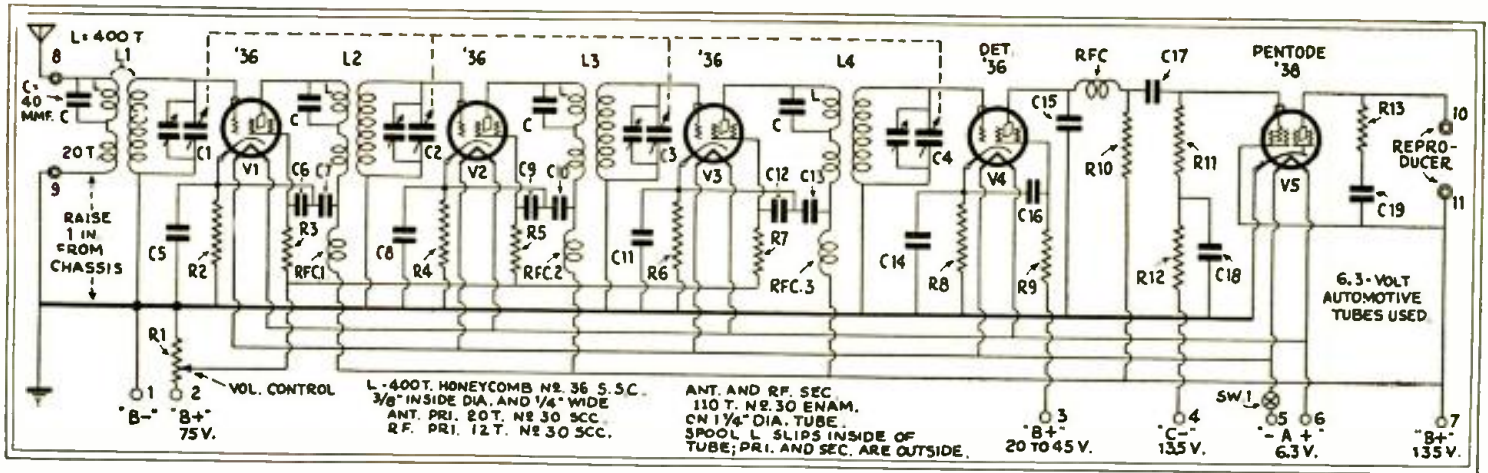 L=400 T.
8
L1
'36
L2
'36
L3
'36
L4
DET.
'36
RFC
C17
PENTODE
'38
C=
40
MMF.
C
L
C1
V1
C
L
C2
V2
C
L
C3
V3
C
L
C4
V4
C15
R10
R11
V5
R13
10
REPRO-
DUCER
11
20 T.
9
RAISE
1 IN
FROM
CHASSIS
C5
R2
C6
C7
R3
RFC.1
C8
R4
C9
C10
R5
RFC.2
C11
R6
C12
C13
R7
RFC.3
C14
R8
C16
R9
R12
C18
C19
6.3-VOLT
AUTOMOTIVE
TUBES USED
R1
VOL. CONTROL
1
"B-"
2
"B+"
75 V.
L-400T. HONEYCOMB Nº 36 S.S.C.
3/8" INSIDE DIA. AND 1/4" WIDE
ANT. PRI. 20T. Nº 30 SCC.
RF. PRI. 12T. Nº 30 SCC.
ANT. AND RF. SEC.
110 T. Nº 30 ENAM.
ON 1 1/4" DIA. TUBE.
SPOOL L SLIPS INSIDE OF
TUBE; PRI. AND SEC. ARE OUTSIDE.
3
"B+"
20 TO 45 V.
4
"C-"
13.5 V.
SW.1
5
6
"- A +"
6.3 V.
7
"B+"
135 V.